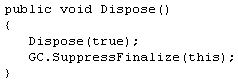 public void Dispose()
{
    Dispose(true);
    GC.SuppressFinalize(this);
}